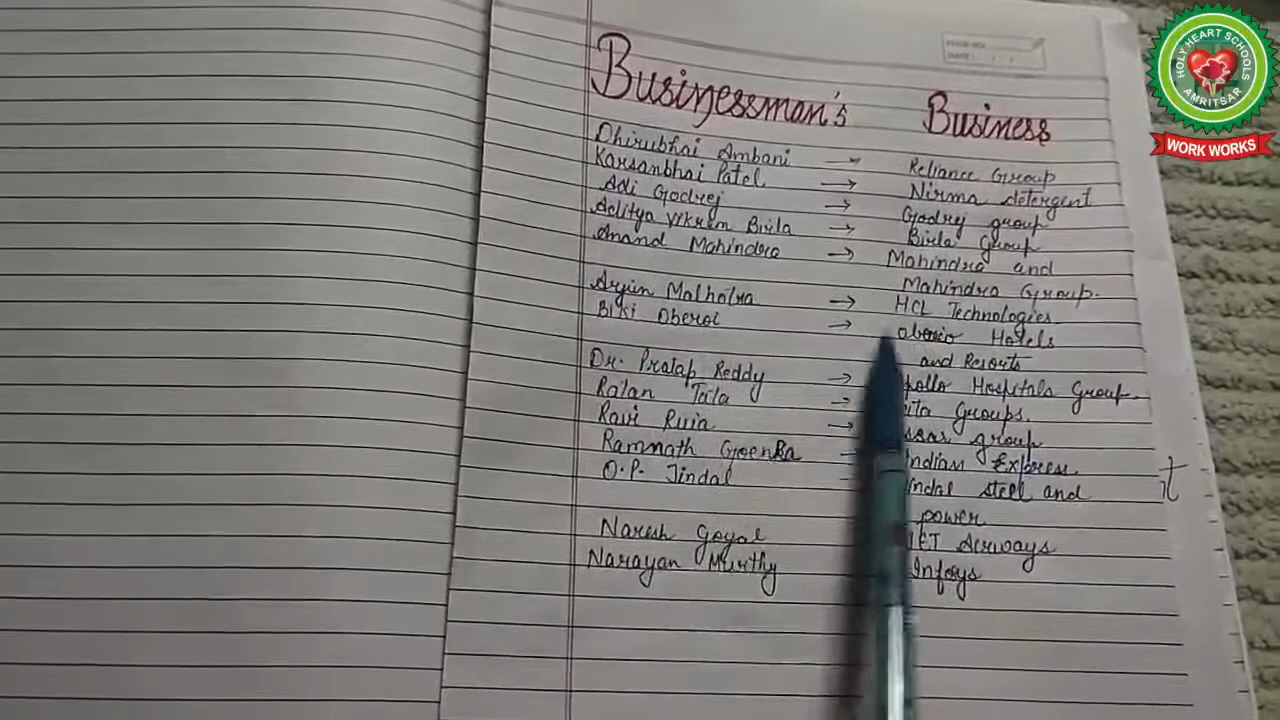 Businessman's Business
Dhirubhai Ambani → Reliance Group
Karsanbhai Patel → Nirma detergent
Adi Godrej → Godrej group
Aditya Vikram Birla → Birla Group
Anand Mahindra → Mahindra and
Mahindra Group.
Arjun Malhotra → HCL Technologies
Biki Oberoi → Hotels
and Resorts
Dr. Pratap Reddy → pollo Hospitals Group.
Ratan Tata → Groups.
Ravi Ruia → group
Ramnath Goenka - Indian Express
O.P. Jindal - ndal steel and
power
Naresh Goyal JET Airways
Narayan Murthy Infosys
HOLY HEART SCHOOLS
AMRITSAR
WORK WORKS